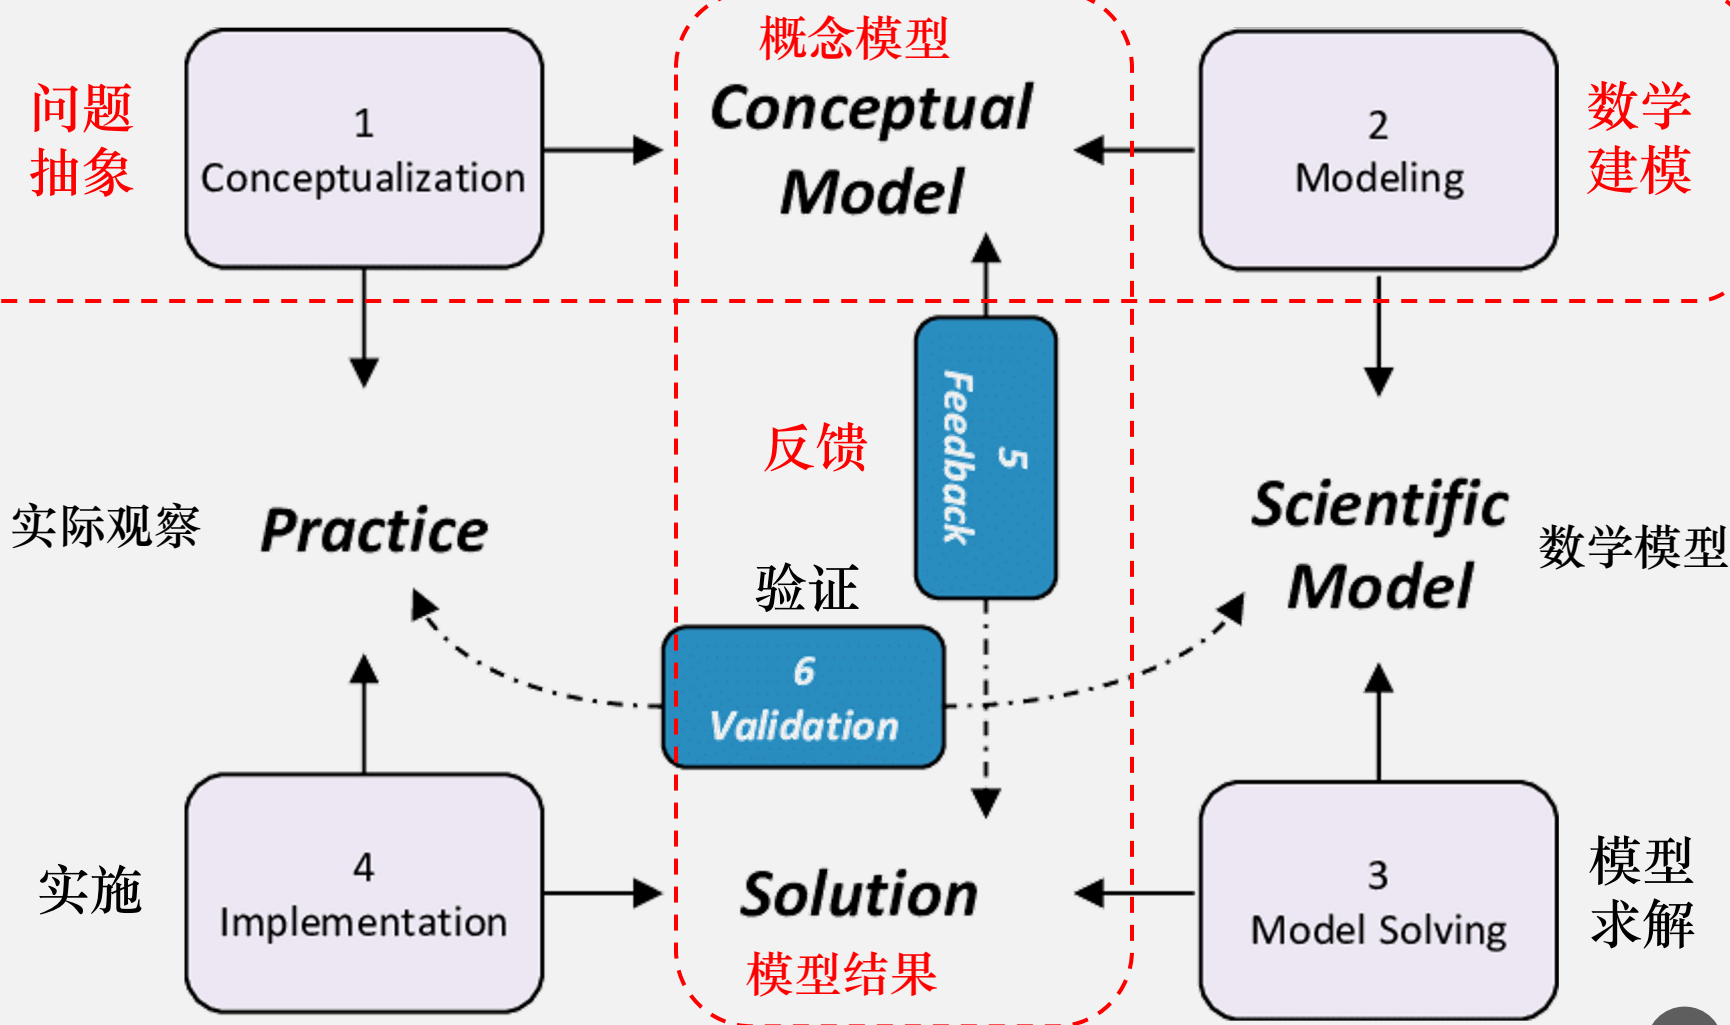 概念模型
问题
抽象
1
Conceptualization
Conceptual
Model
2
Modeling
数学
建模
反馈
5
Feedback
实际观察
Practice
Scientific
Model
数学模型
验证
6
Validation
实施
4
Implementation
Solution
模型结果
3
Model Solving
模型
求解